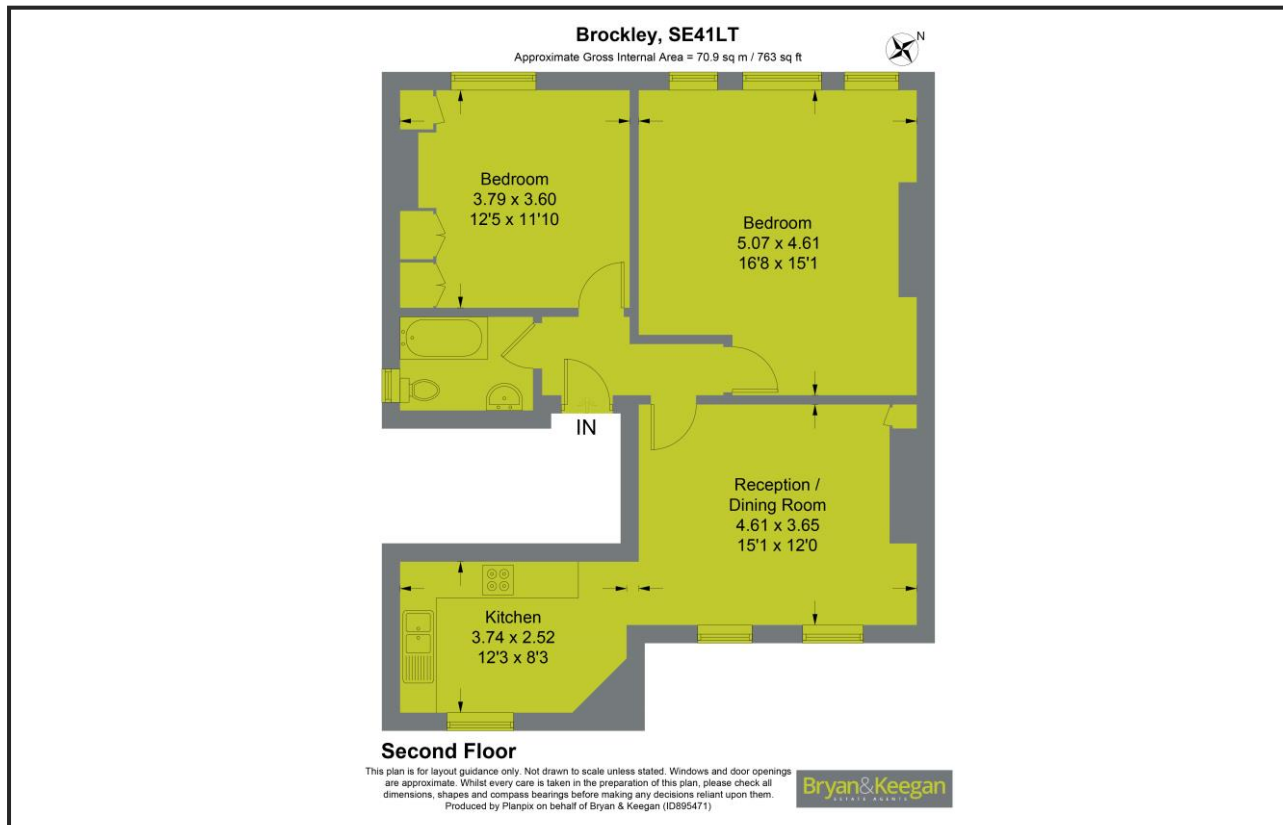 Brockley, SE41LT
Approximate Gross Internal Area = 70.9 sq m / 763 sq ft
N
Bedroom
3.79 x 3.60
12'5 x 11'10
Bedroom
5.07 x 4.61
16'8 x 15'1
IN
Reception /
Dining Room
4.61 x 3.65
15'1 x 12'0
Kitchen
3.74 x 2.52
12'3 x 8'3
Second Floor
This plan is for layout guidance only. Not drawn to scale unless stated. Windows and door openings
are approximate. Whilst every care is taken in the preparation of this plan, please check all
dimensions, shapes and compass bearings before making any decisions reliant upon them.
Produced by Planpix on behalf of Bryan & Keegan (ID895471)
Bryan&Keegan
ESTATE AGENTS